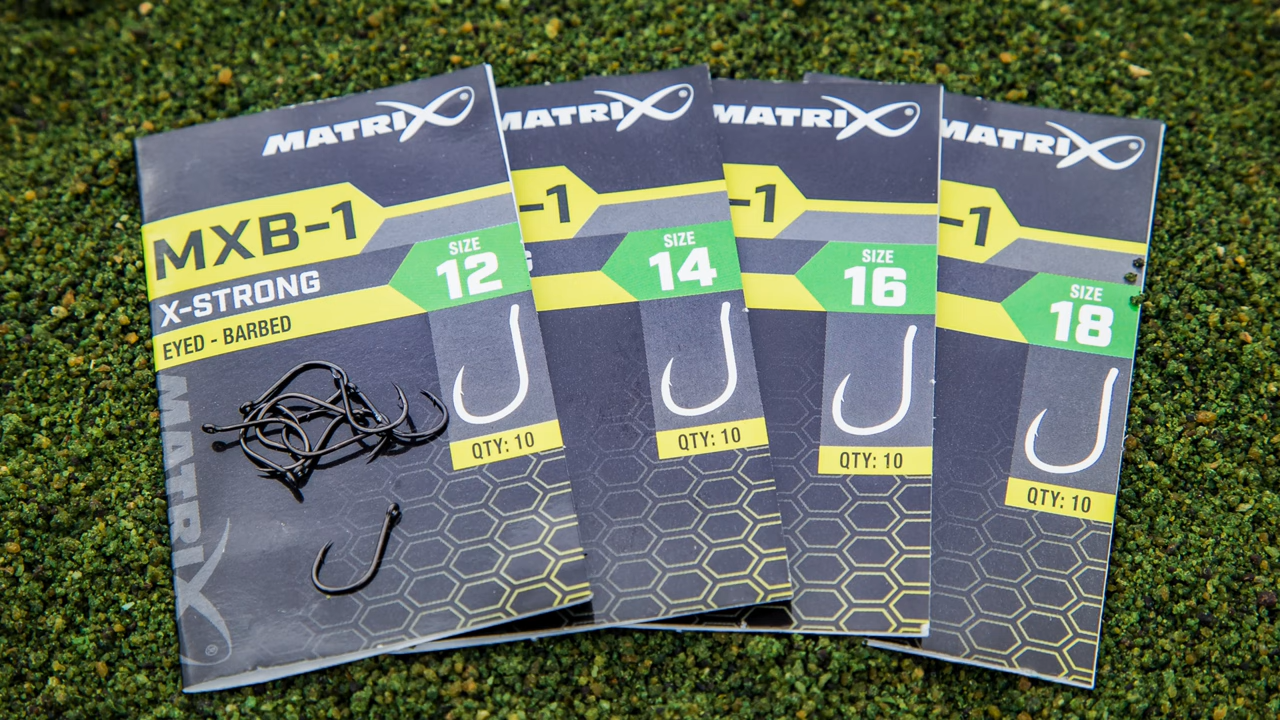 MATRIX
MXB-1
X-STRONG
EYED - BARBED
SIZE
12
QTY: 10
MATRIX
®
MATRIX
-1
SIZE
14
QTY: 10
MATRIX
-1
SIZE
16
QTY: 10
MATRIX
-1
SIZE
18
QTY: 10